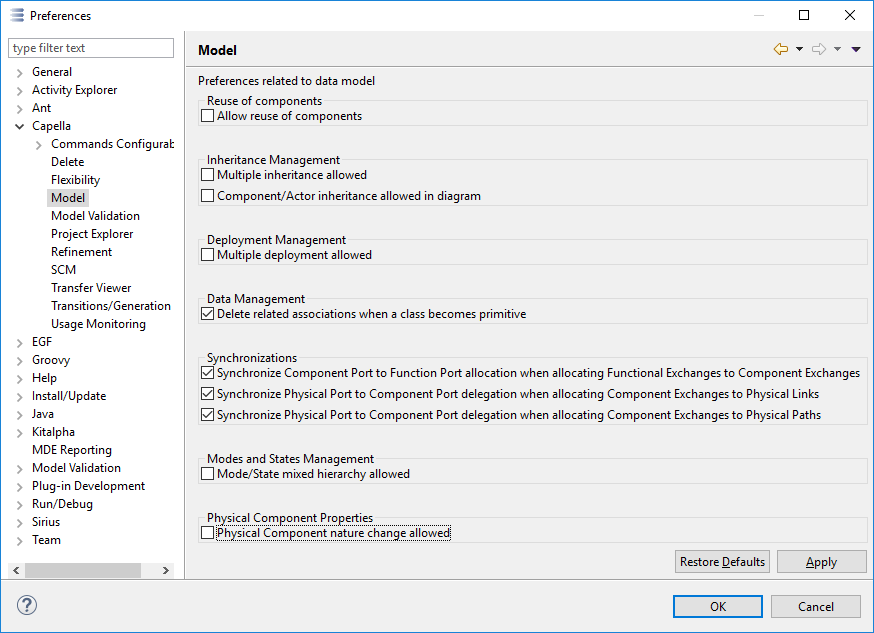 Preferences
type filter text
General
Activity Explorer
Ant
Capella
Commands Configurab
Delete
Flexibility
Model
Model Validation
Project Explorer
Refinement
SCM
Transfer Viewer
Transitions/Generation
Usage Monitoring
EGF
Groovy
Help
Install/Update
Java
Kitalpha
MDE Reporting
Model Validation
Plug-in Development
Run/Debug
Sirius
Team
Model
Preferences related to data model
Reuse of components
Allow reuse of components
Inheritance Management
Multiple inheritance allowed
Component/Actor inheritance allowed in diagram
Deployment Management
Multiple deployment allowed
Data Management
Delete related associations when a class becomes primitive
Synchronizations
Synchronize Component Port to Function Port allocation when allocating Functional Exchanges to Component Exchanges
Synchronize Physical Port to Component Port delegation when allocating Component Exchanges to Physical Links
Synchronize Physical Port to Component Port delegation when allocating Component Exchanges to Physical Paths
Modes and States Management
Mode/State mixed hierarchy allowed
Physical Component Properties
Physical Component nature change allowed
Restore Defaults
Apply
?
OK
Cancel